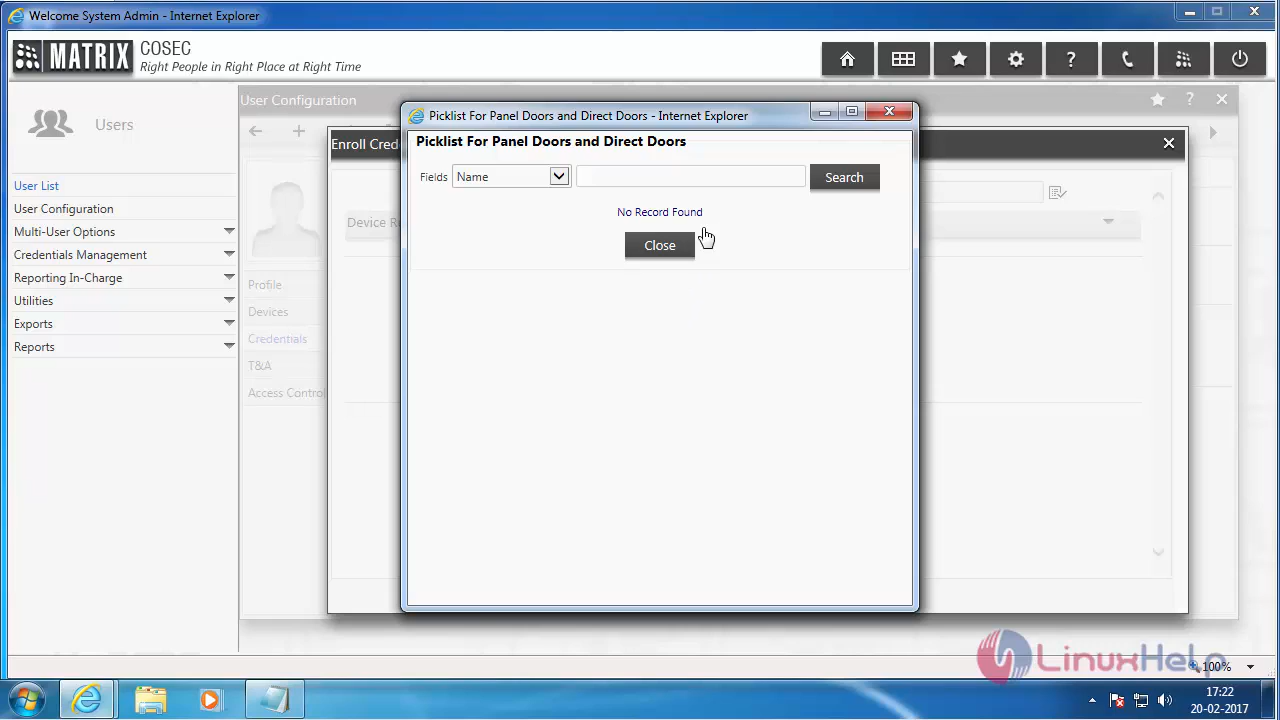 Welcome System Admin - Internet Explorer
MATRIX
COSEC
Right People in Right Place at Right Time
?
Users
User List
User Configuration
Multi-User Options
Credentials Management
Reporting In-Charge
Utilities
Exports
Reports
User Configuration
?
Profile
Devices
Credentials
T&A
Access Control
Enroll Cred
Device R
Picklist For Panel Doors and Direct Doors - Internet Explorer
Picklist For Panel Doors and Direct Doors
Fields
Name
Search
No Record Found
Close
LinuxHelp
100%
17:22
20-02-2017